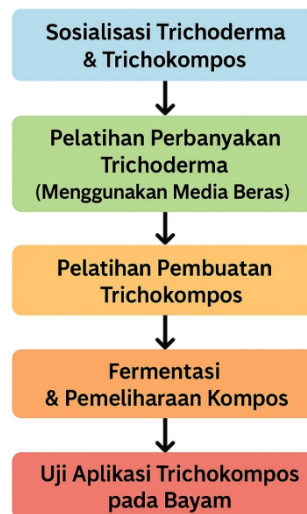 Sosialisasi Trichoderma
& Trichokompos
Pelatihan Perbanyakan
Trichoderma
(Menggunakan Media Beras)
Pelatihan Pembuatan
Trichokompos
Fermentasi
& Pemeliharaan Kompos
Uji Aplikasi Trichokompos
pada Bayam